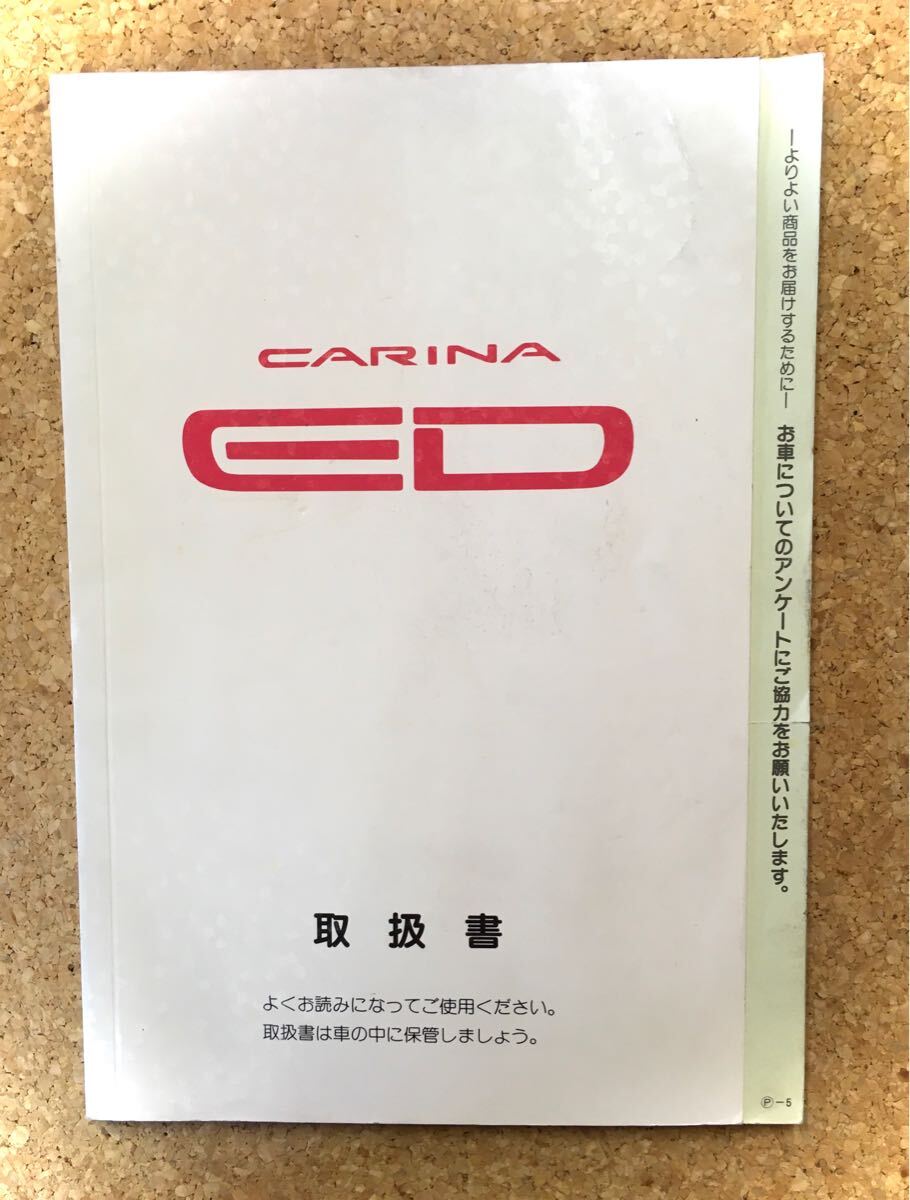 CARINA
ED
取扱書
よくお読みになってご使用ください。
取扱書は車の中に保管しましょう。
ーよりよい商品をお届けするためにー お車についてのアンケートにご協力をお願いいたします。
Ⓟ-5